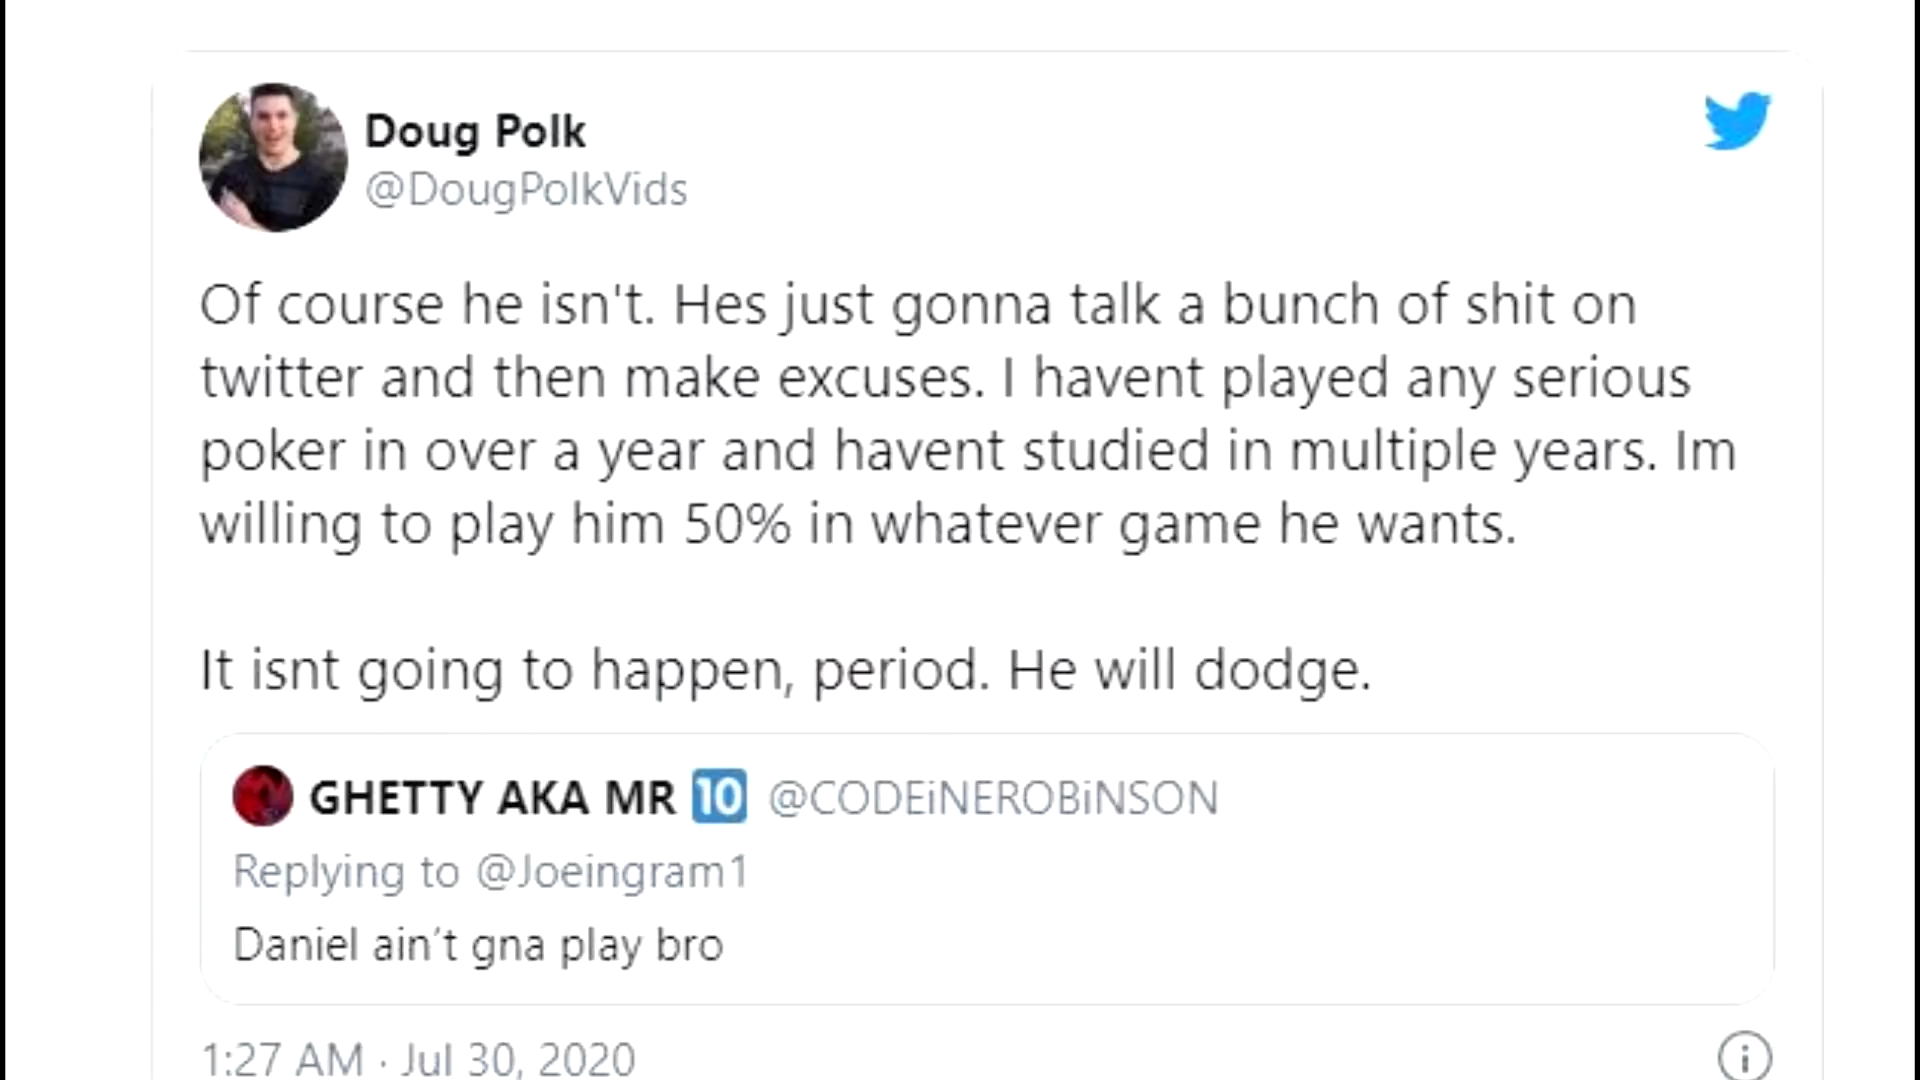 Doug Polk
@DougPolkVids
Of course he isn't. Hes just gonna talk a bunch of shit on
twitter and then make excuses. I havent played any serious
poker in over a year and havent studied in multiple years. Im
willing to play him 50% in whatever game he wants.
It isnt going to happen, period. He will dodge.
GHETTY AKA MR 🔟 @CODEiNEROBiNSON
Replying to @Joeingram1
Daniel ain´t gna play bro
1:27 AM · Jul 30, 2020